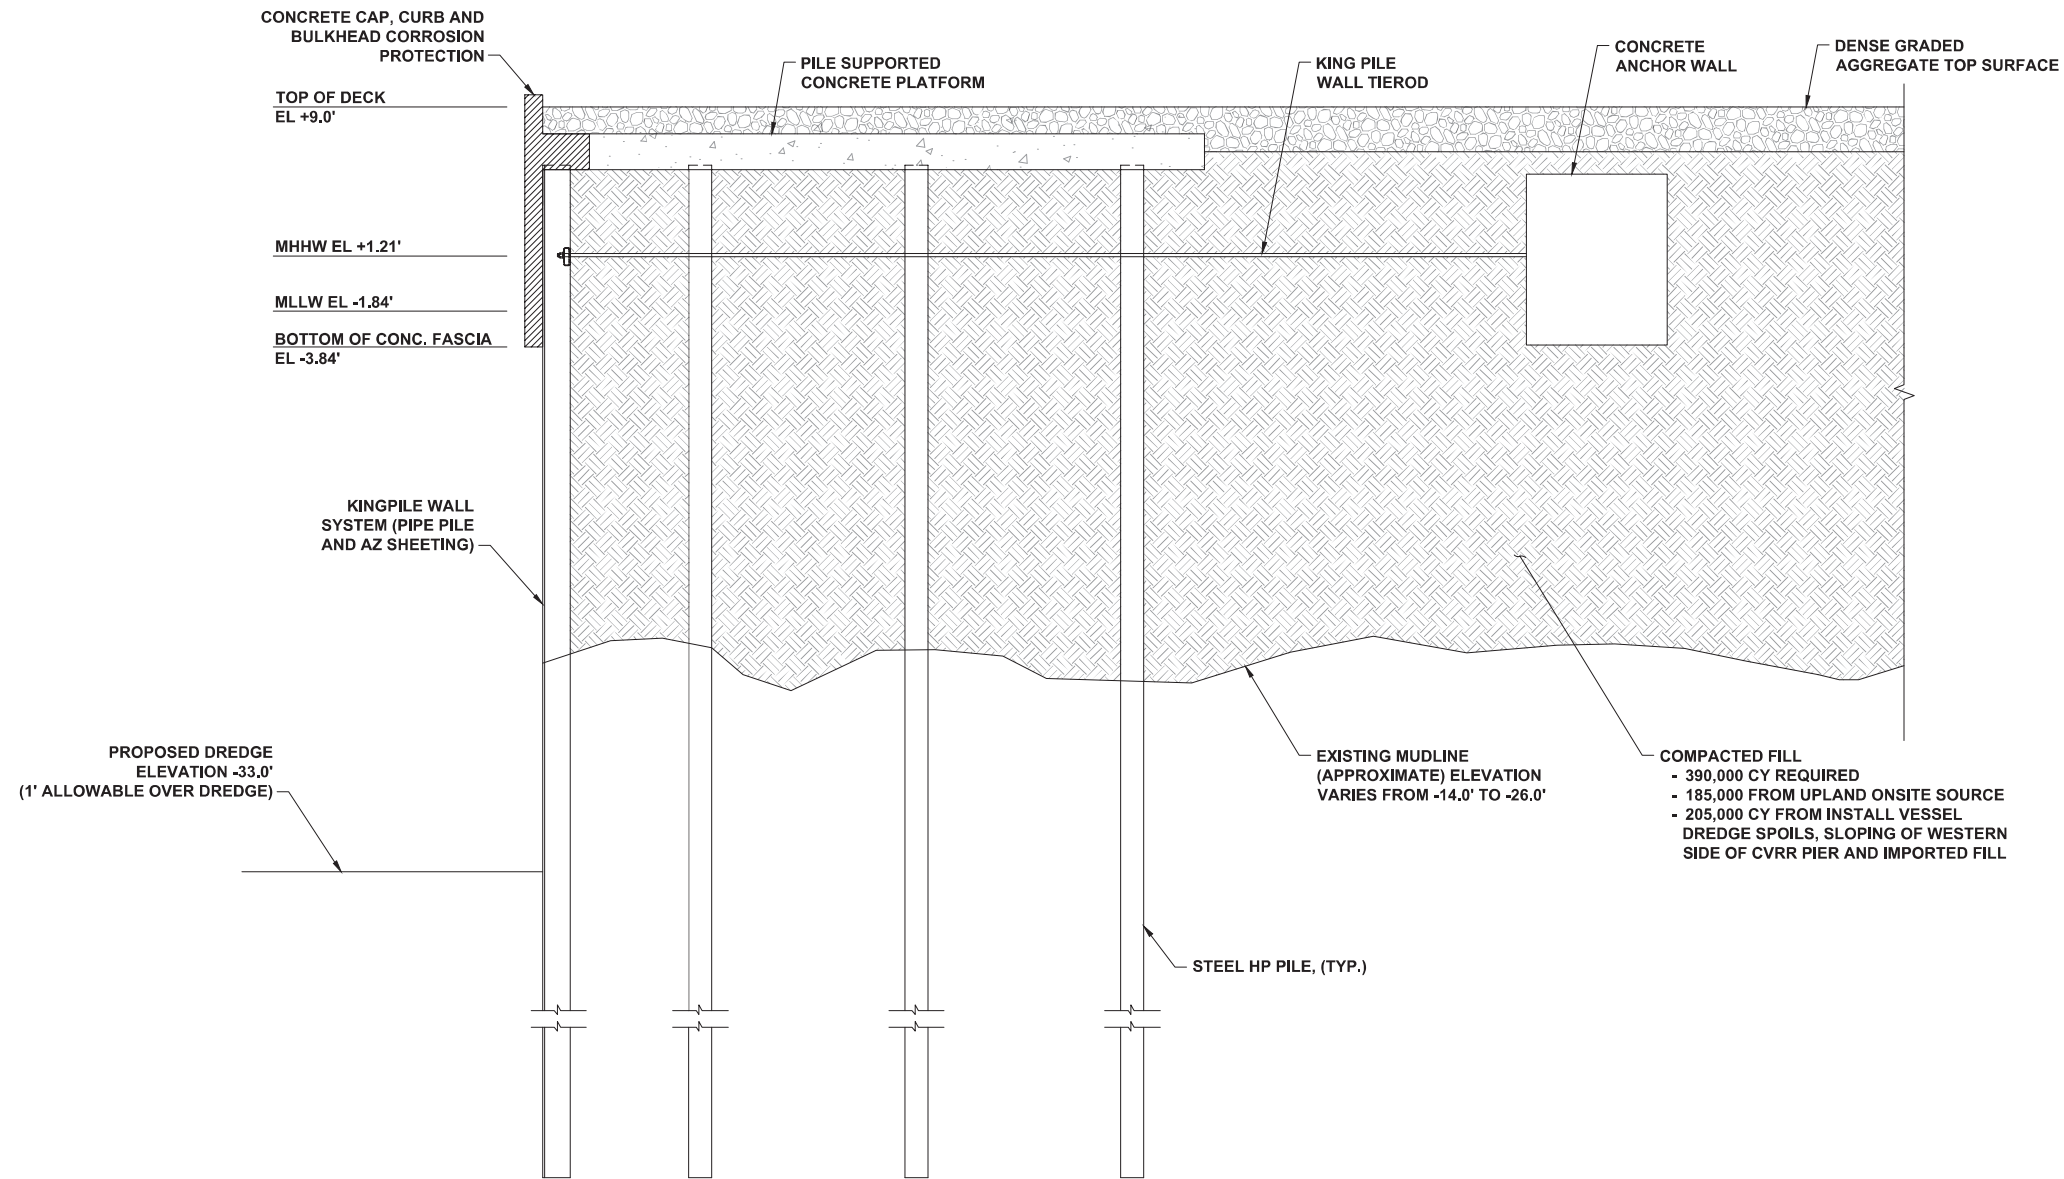 CONCRETE CAP, CURB AND
BULKHEAD CORROSION
PROTECTION
PILE SUPPORTED
CONCRETE PLATFORM
KING PILE
WALL TIEROD
CONCRETE
ANCHOR WALL
DENSE GRADED
AGGREGATE TOP SURFACE
TOP OF DECK
EL +9.0'
MHHW EL +1.21'
MLLW EL -1.84'
BOTTOM OF CONC. FASCIA
EL -3.84'
KINGPILE WALL
SYSTEM (PIPE PILE
AND AZ SHEETING)
PROPOSED DREDGE
ELEVATION -33.0'
(1' ALLOWABLE OVER DREDGE)
EXISTING MUDLINE
(APPROXIMATE) ELEVATION
VARIES FROM -14.0' TO -26.0'
COMPACTED FILL
- 390,000 CY REQUIRED
- 185,000 FROM UPLAND ONSITE SOURCE
- 205,000 CY FROM INSTALL VESSEL
DREDGE SPOILS, SLOPING OF WESTERN
SIDE OF CVRR PIER AND IMPORTED FILL
STEEL HP PILE, (TYP.)